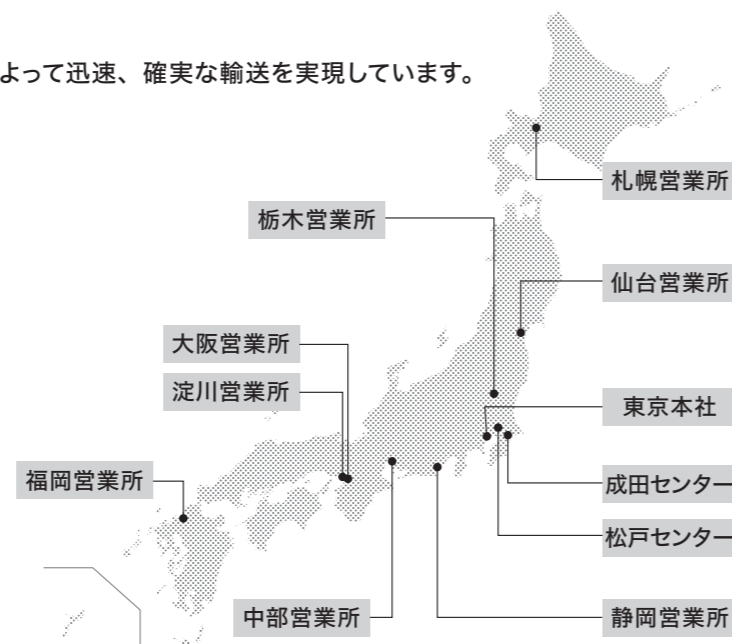 よって迅速、確実な輸送を実現しています。
札幌営業所
栃木営業所
仙台営業所
大阪営業所
淀川営業所
東京本社
福岡営業所
成田センター
松戸センター
中部営業所
静岡営業所